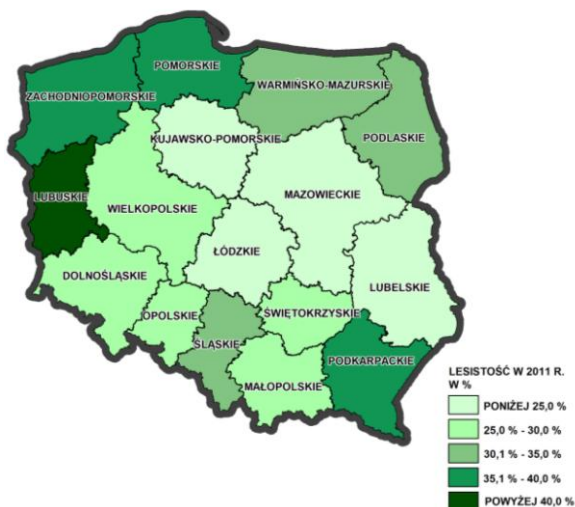 POMORSKIE
WARMIŃSKO-MAZURSKIE
ZACHODNIOPOMORSKIE
KUJAWSKO-POMORSKIE
PODLASKIE
LUBUSKIE
WIELKOPOLSKIE
MAZOWIECKIE
ŁÓDZKIE
DOLNOŚLĄSKIE
LUBELSKIE
OPOLSKIE
ŚWIĘTOKRZYSKIE
ŚLĄSKIE
PODKARPACKIE
MAŁOPOLSKIE
LESISTOŚĆ W 2011 R.
W %
PONIŻEJ 25,0 %
25,0 % - 30,0 %
30,1 % - 35,0 %
35,1 % - 40,0 %
POWYŻEJ 40,0 %